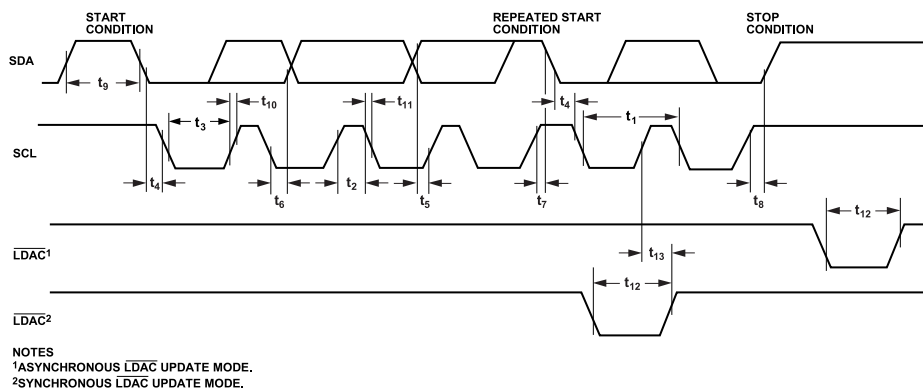 START
CONDITION
REPEATED START
CONDITION
STOP
CONDITION
SDA
t9
t10
t11
t4
t3
t1
SCL
t4
t6
t2
t5
t7
t8
t12
LDAC1
t13
t12
LDAC2
NOTES
1ASYNCHRONOUS LDAC UPDATE MODE.
2SYNCHRONOUS LDAC UPDATE MODE.